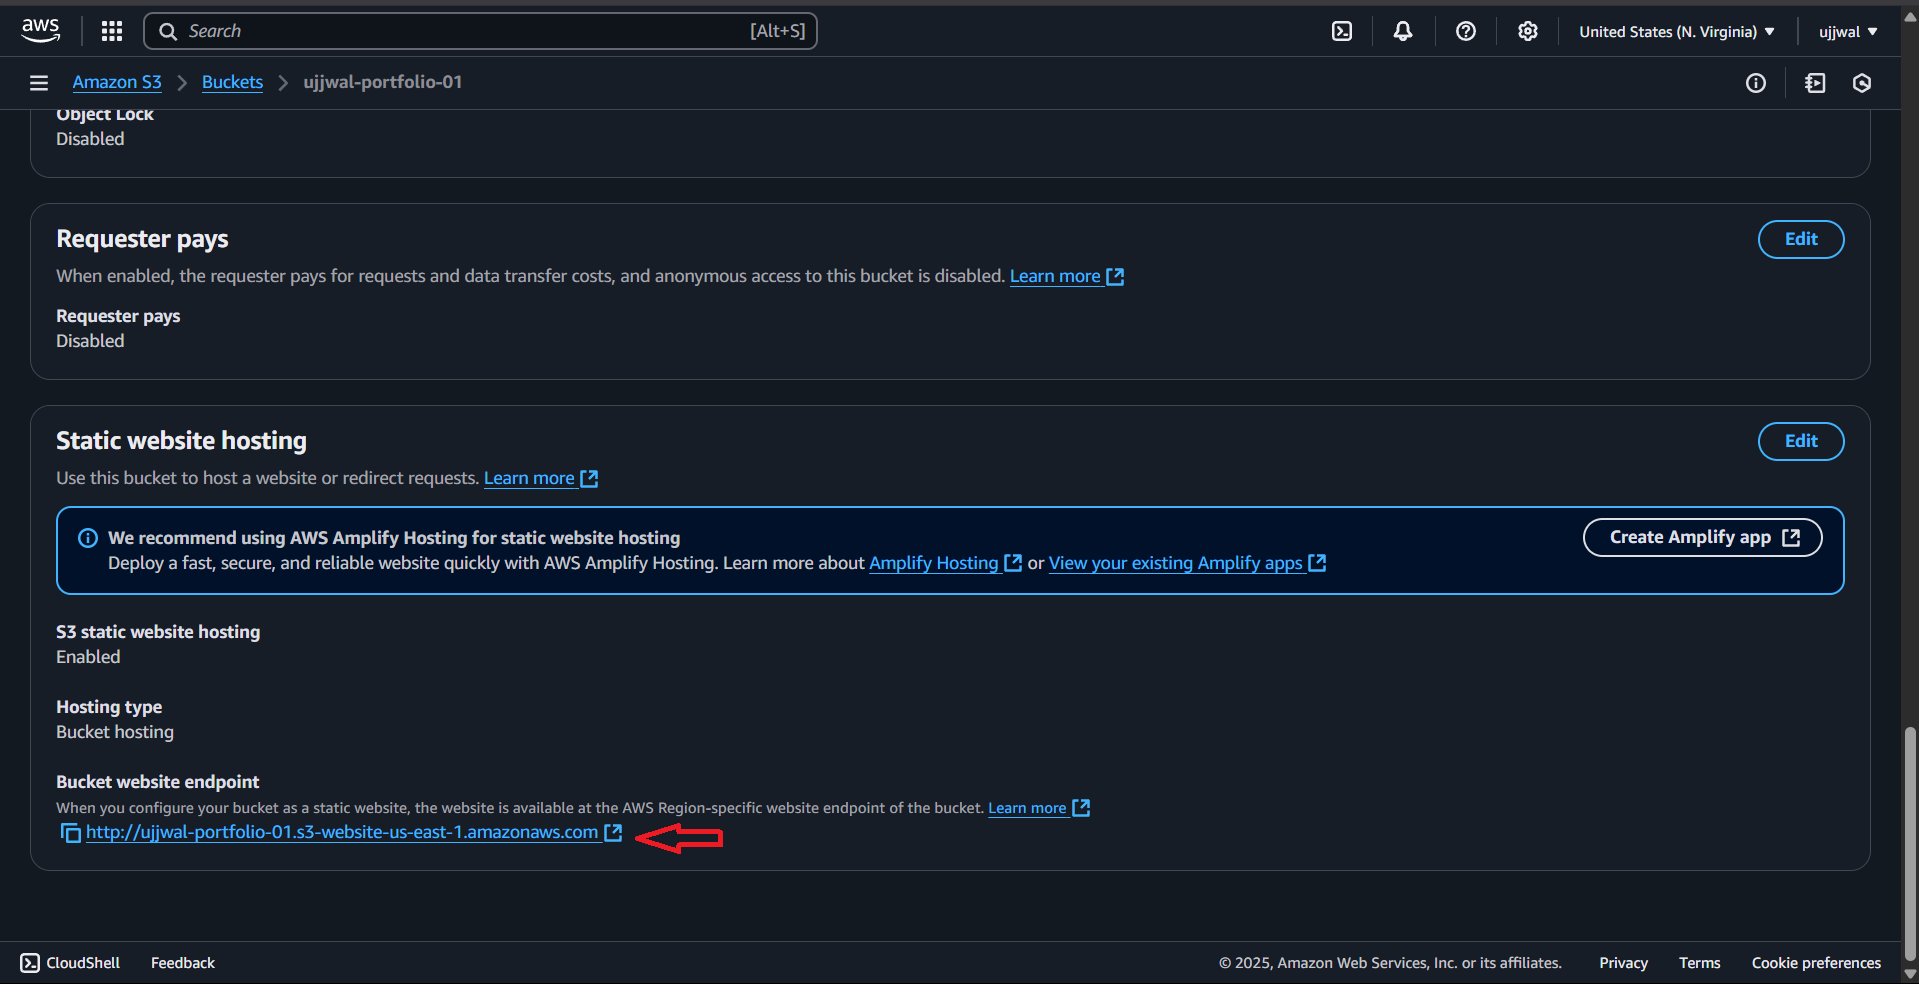 aws
Search [Alt+S]
United States (N. Virginia)
ujjwal
Amazon S3
Buckets
ujjwal-portfolio-01
Object Lock
Disabled
Requester pays
Edit
When enabled, the requester pays for requests and data transfer costs, and anonymous access to this bucket is disabled. Learn more
Requester pays
Disabled
Static website hosting
Edit
Use this bucket to host a website or redirect requests. Learn more
We recommend using AWS Amplify Hosting for static website hosting
Create Amplify app
Deploy a fast, secure, and reliable website quickly with AWS Amplify Hosting. Learn more about Amplify Hosting or View your existing Amplify apps
S3 static website hosting
Enabled
Hosting type
Bucket hosting
Bucket website endpoint
When you configure your bucket as a static website, the website is available at the AWS Region-specific website endpoint of the bucket. Learn more
http://ujjwal-portfolio-01.s3-website-us-east-1.amazonaws.com
CloudShell
Feedback
© 2025, Amazon Web Services, Inc. or its affiliates.
Privacy
Terms
Cookie preferences